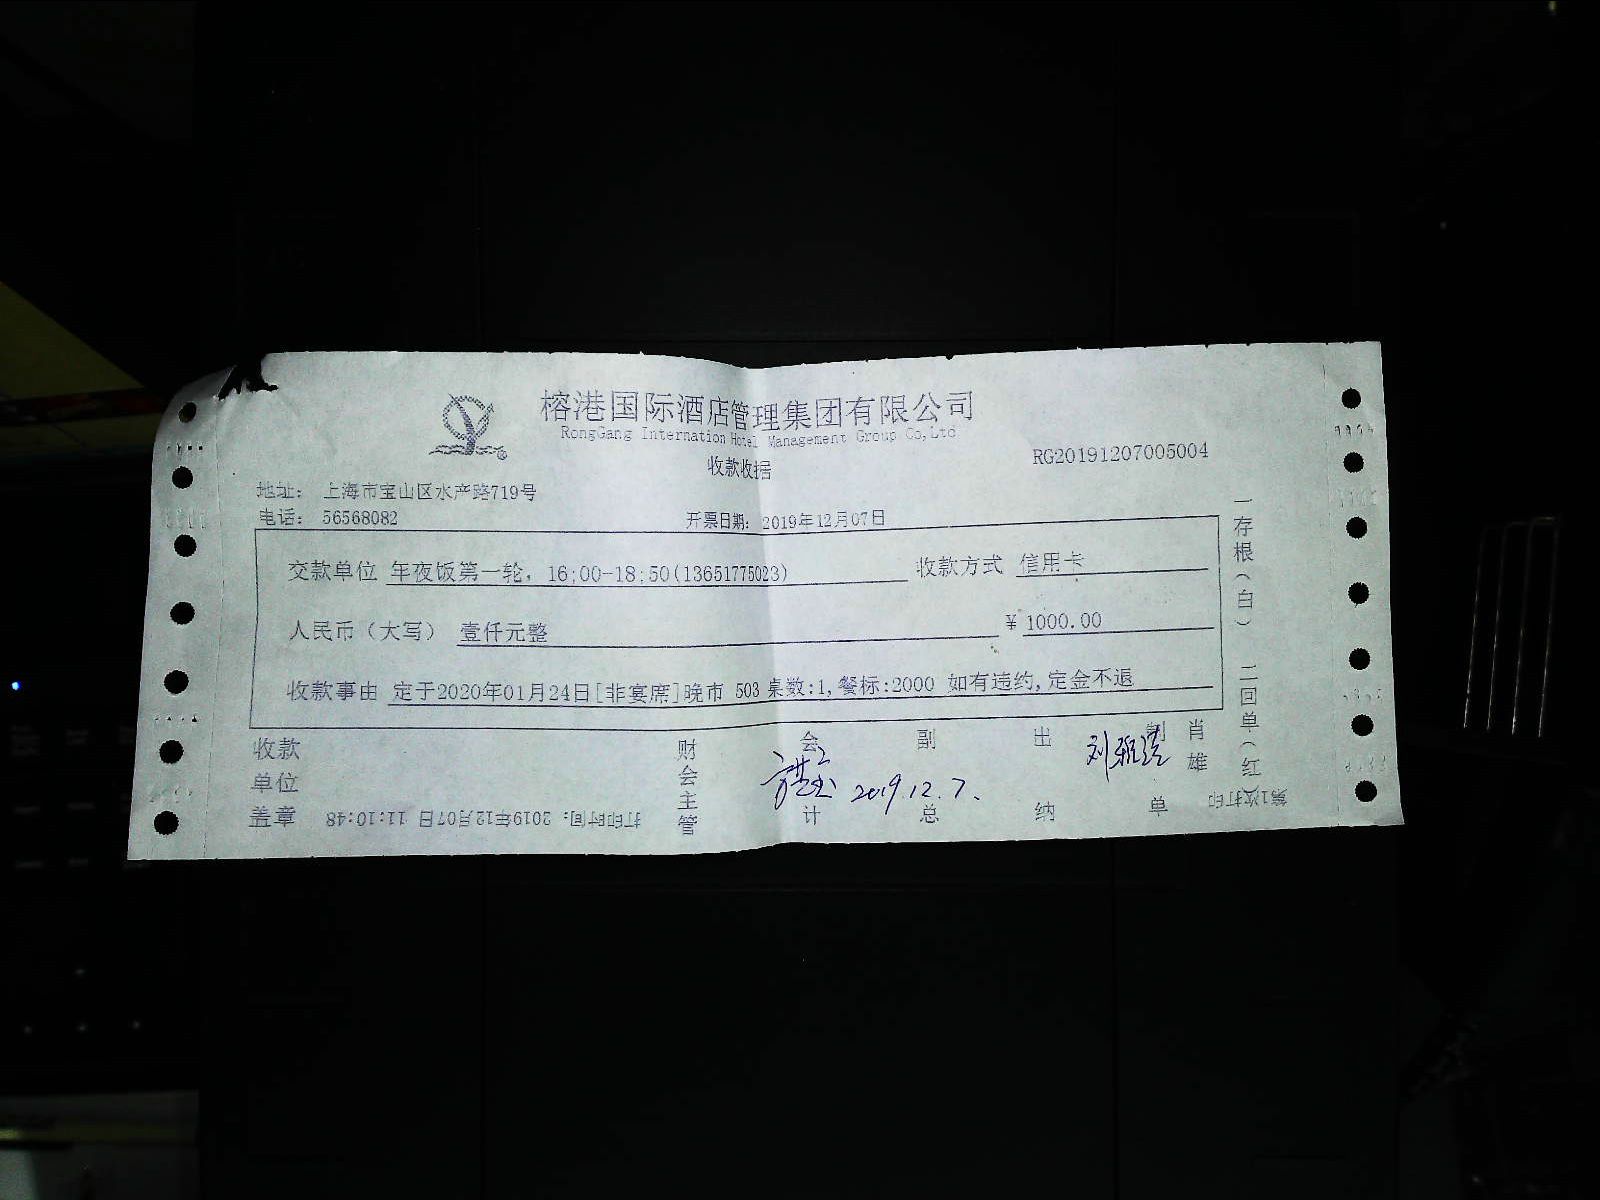 榕港国际酒店管理集团有限公司
RongGang Internation Hotel Management Group Co,Ltd
收款收据
RG20191207005004
地址： 上海市宝山区水产路719号
电话： 56568082
开票日期：2019年12月07日
交款单位 年夜饭第一轮，16:00-18:50(13651775023)
收款方式 信用卡
人民币（大写） 壹仟元整
¥ 1000.00
收款事由 定于2020年01月24日[非宴席]晚市 503 桌数:1,餐标:2000 如有违约,定金不退
收款单位盖章
打印时间：2019年12月07日 11:10:48
财会主管
会计
2019.12.7.
副总
出纳
制单
刘雅
肖雄
第1次打印
一存根（白） 二回单（红